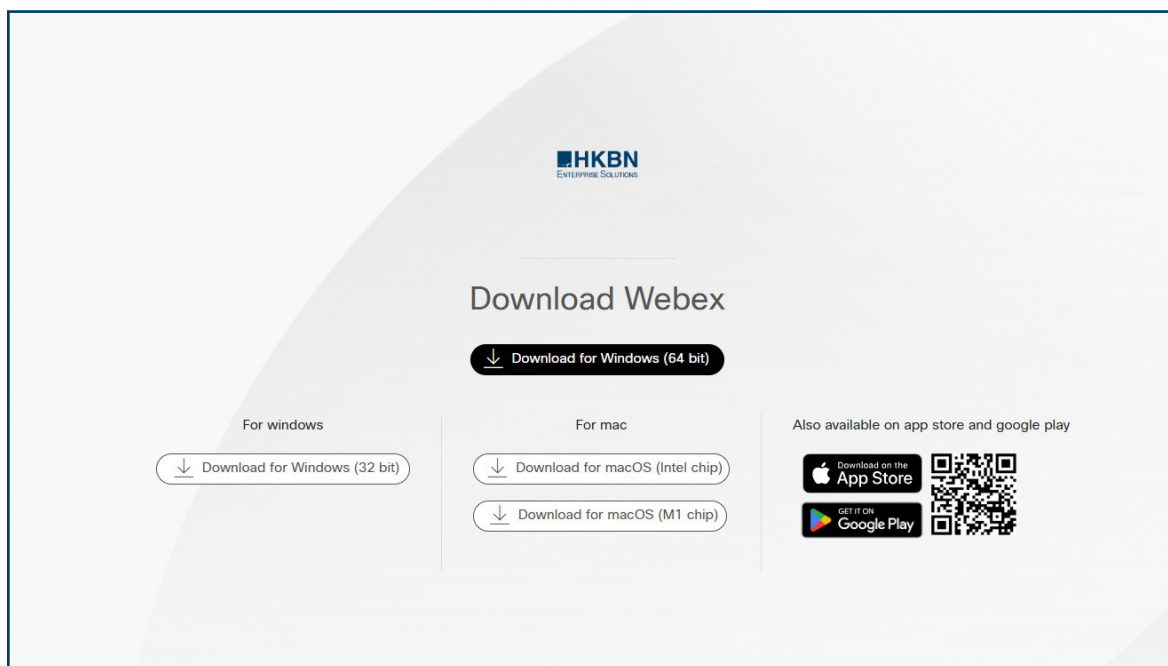 HKBN
ENTERPRISE SOLUTIONS
Download Webex
Download for Windows (64 bit)
For windows
Download for Windows (32 bit)
For mac
Download for macOS (Intel chip)
Download for macOS (M1 chip)
Also available on app store and google play
Download on the
App Store
GET IT ON
Google Play